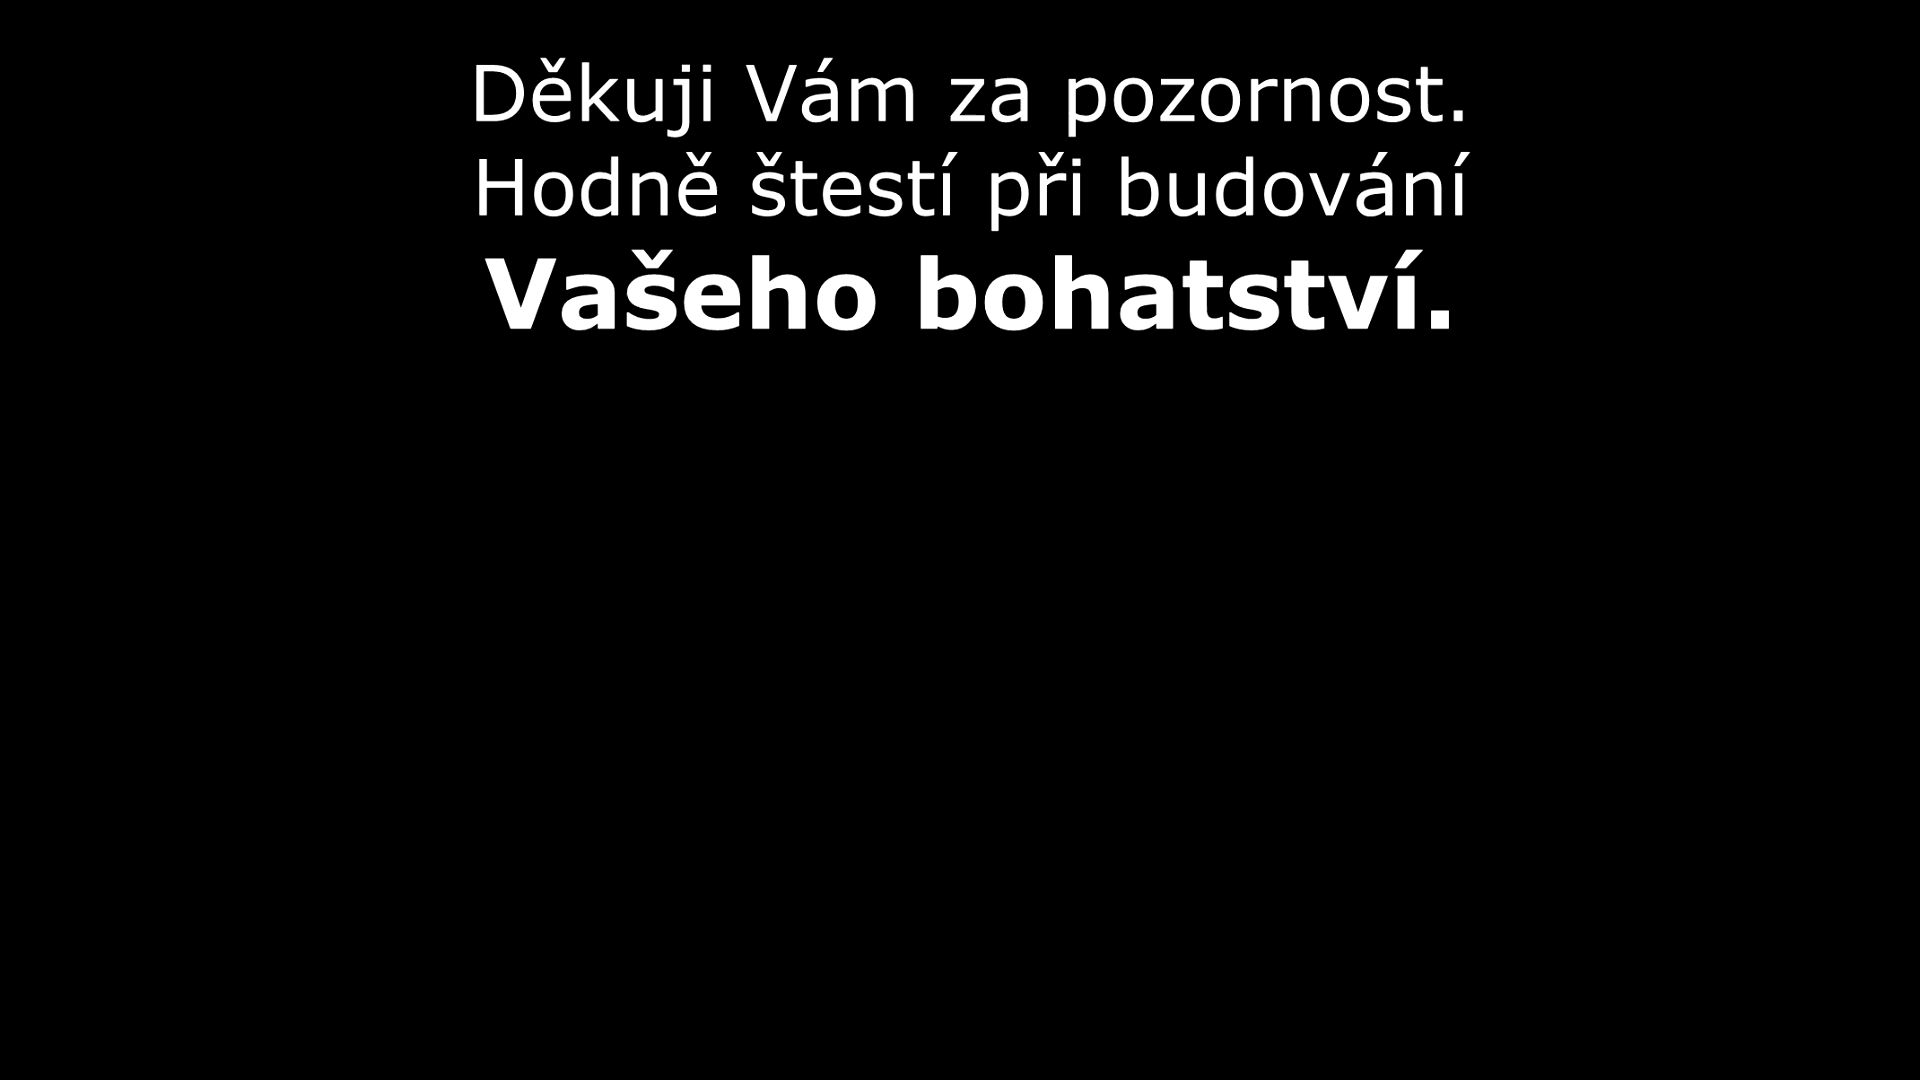 Děkuji Vám za pozornost.
Hodně štestí při budování
Vašeho bohatství.